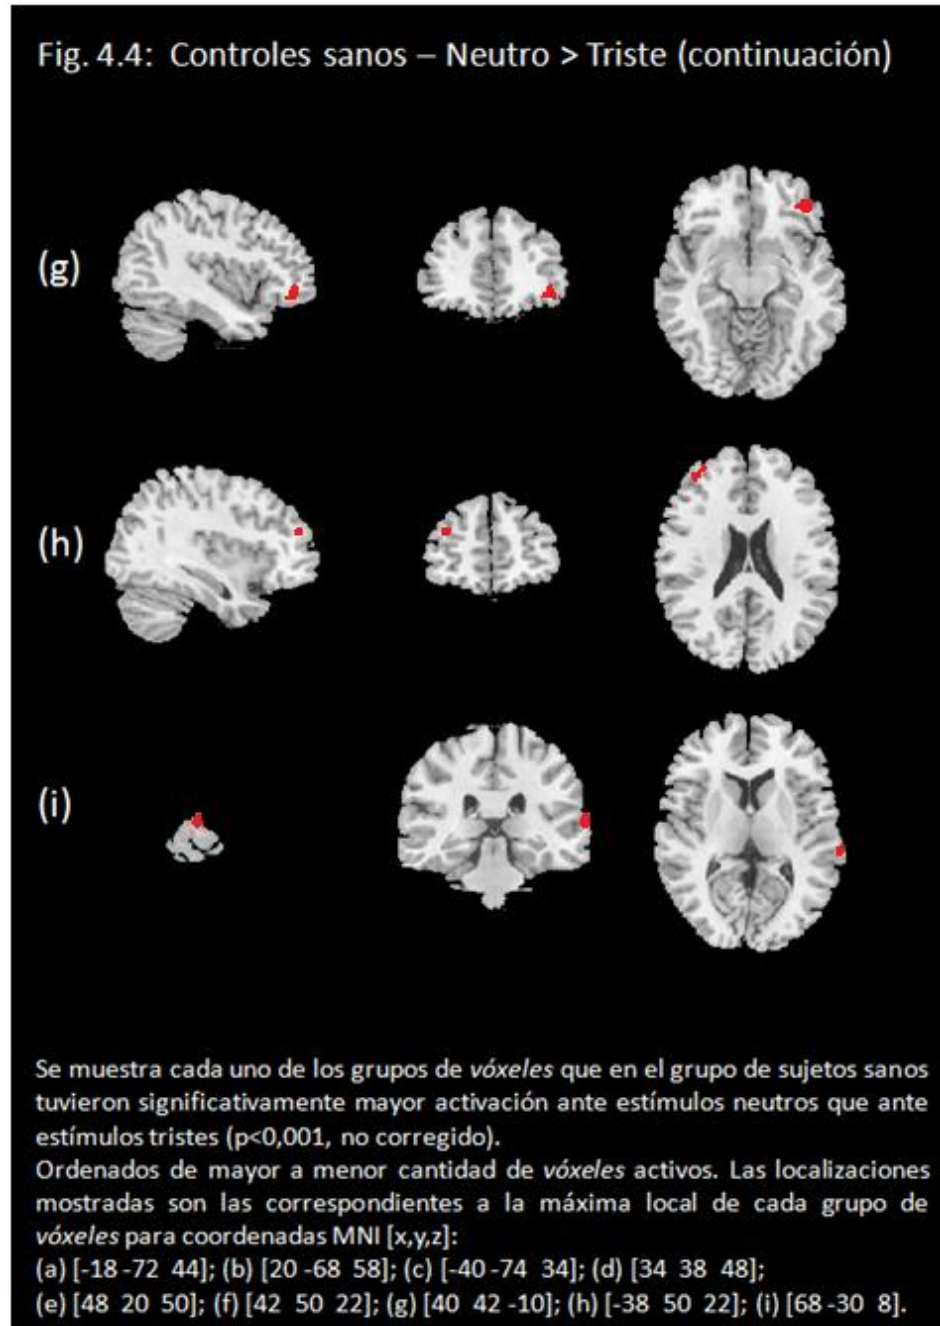 Fig. 4.4: Controles sanos – Neutro > Triste (continuación)
(g)
(h)
(i)
Se muestra cada uno de los grupos de vóxeles que en el grupo de sujetos sanos
tuvieron significativamente mayor activación ante estímulos neutros que ante
estímulos tristes (p<0,001, no corregido).
Ordenados de mayor a menor cantidad de vóxeles activos. Las localizaciones
mostradas son las correspondientes a la máxima local de cada grupo de
vóxeles para coordenadas MNI [x,y,z]:
(a) [-18 -72 44]; (b) [20 -68 58]; (c) [-40 -74 34]; (d) [34 38 48];
(e) [48 20 50]; (f) [42 50 22]; (g) [40 42 -10]; (h) [-38 50 22]; (i) [68 -30 8].